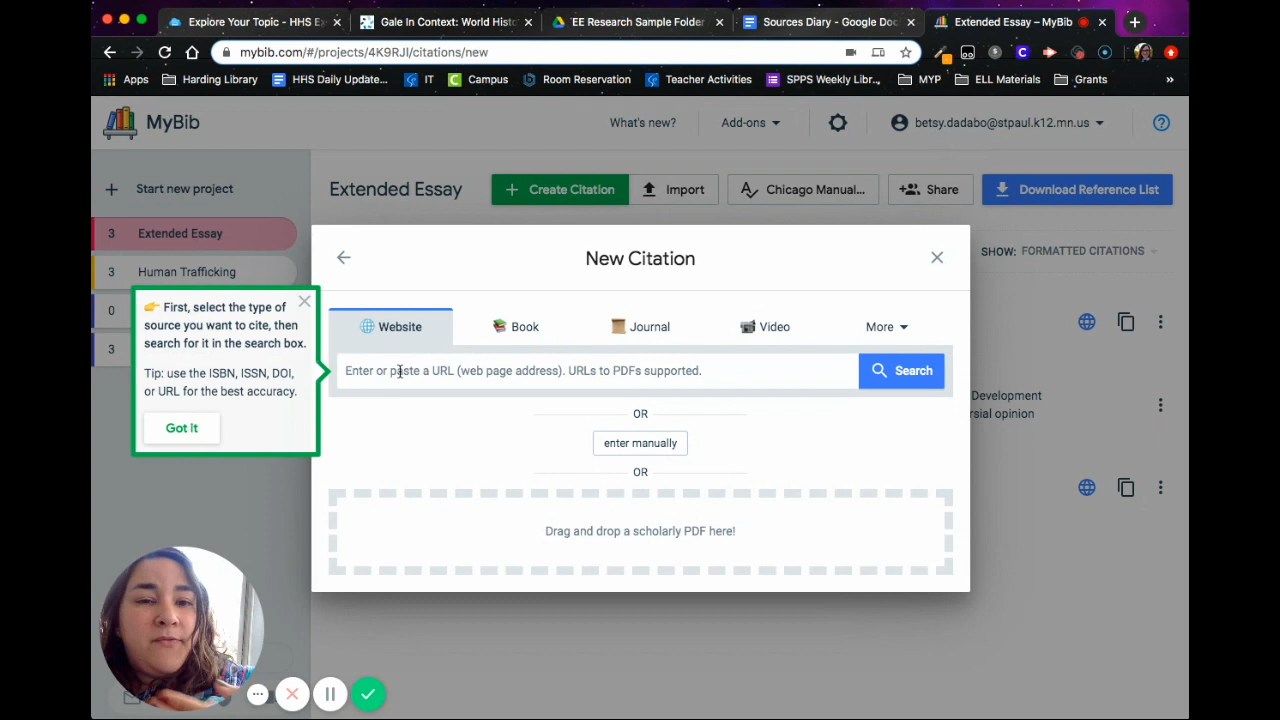 Explore Your Topic - HHS Ex
Gale In Context: World Histo
EE Research Sample Folder
Sources Diary - Google Doc
Extended Essay – MyBib
mybib.com/#/projects/4K9RJI/citations/new
Apps
Harding Library
HHS Daily Update...
IT
Campus
Room Reservation
Teacher Activities
SPPS Weekly Libr...
MYP
ELL Materials
Grants
»
MyBib
What's new?
Add-ons
betsy.dadabo@stpaul.k12.mn.us
Start new project
Extended Essay
+ Create Citation
Import
Chicago Manual...
Share
Download Reference List
3 Extended Essay
SHOW: FORMATTED CITATIONS
New Citation
3 Human Trafficking
0
3
First, select the type of
source you want to cite, then
search for it in the search box.
Tip: use the ISBN, ISSN, DOI,
or URL for the best accuracy.
Got it
Website
Book
Journal
Video
More
Enter or paste a URL (web page address). URLs to PDFs supported.
Search
Development
rsial opinion
OR
enter manually
OR
Drag and drop a scholarly PDF here!